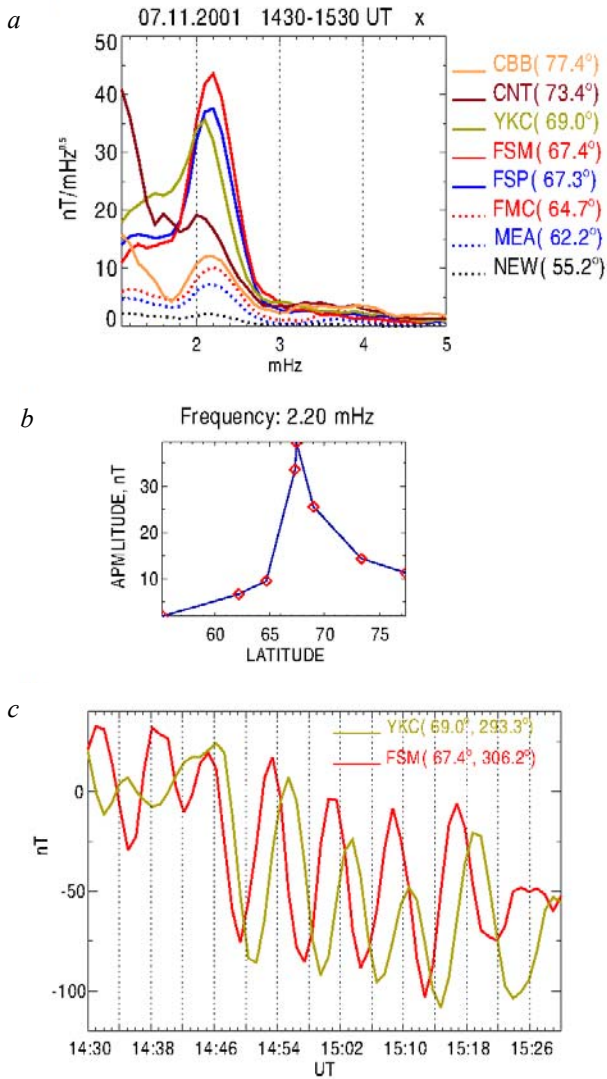 a
07.11.2001 1430-1530 UT x
nT/mHz^0.5
50
40
30
20
10
0
2 3 4 5
mHz
CBB( 77.4°)
CNT( 73.4°)
YKC( 69.0°)
FSM( 67.4°)
FSP( 67.3°)
FMC( 64.7°)
MEA( 62.2°)
NEW( 55.2°)
b
Frequency: 2.20 mHz
APMLITUDE, nT
30
20
10
60 65 70 75
LATITUDE
c
YKC( 69.0°, 293.3°)
FSM( 67.4°, 306.2°)
nT
0
-50
-100
14:30 14:38 14:46 14:54 15:02 15:10 15:18 15:26
UT